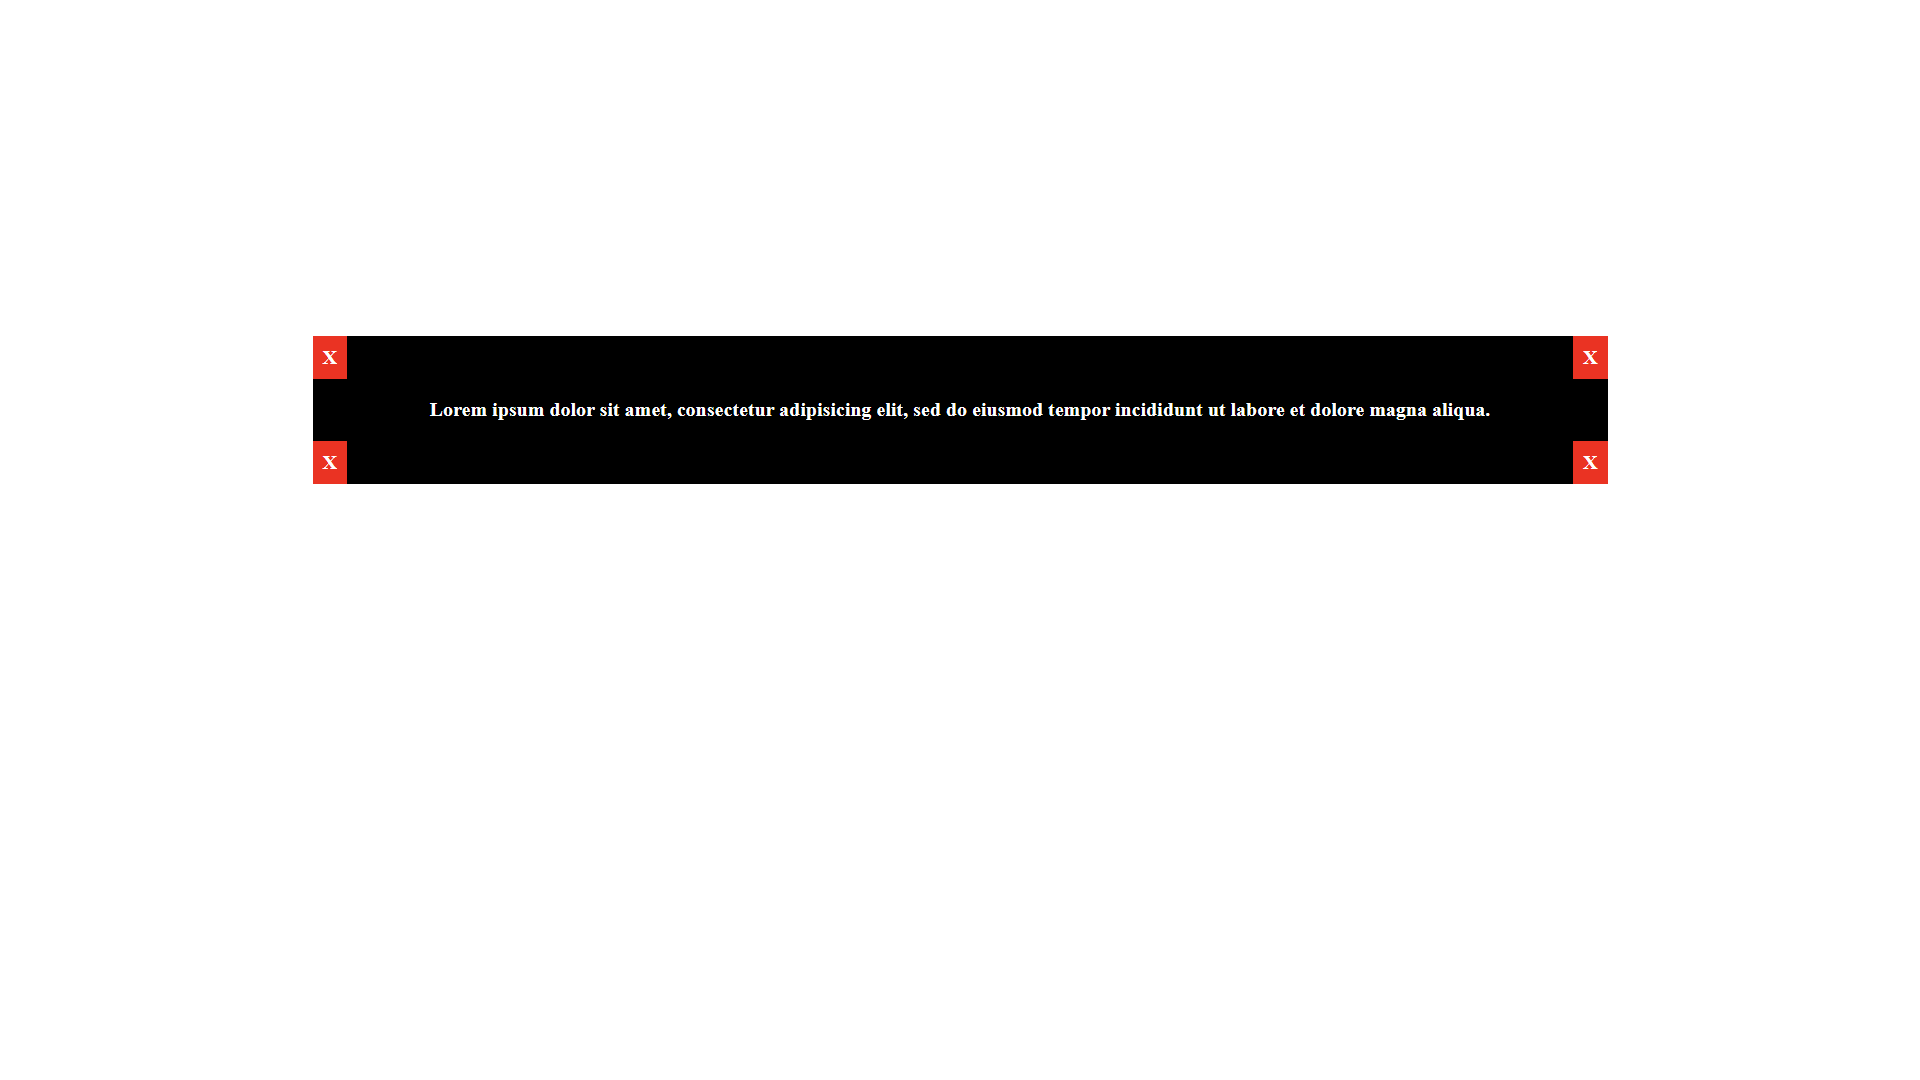 X X
Lorem ipsum dolor sit amet, consectetur adipisicing elit, sed do eiusmod tempor incididunt ut labore et dolore magna aliqua.
X X